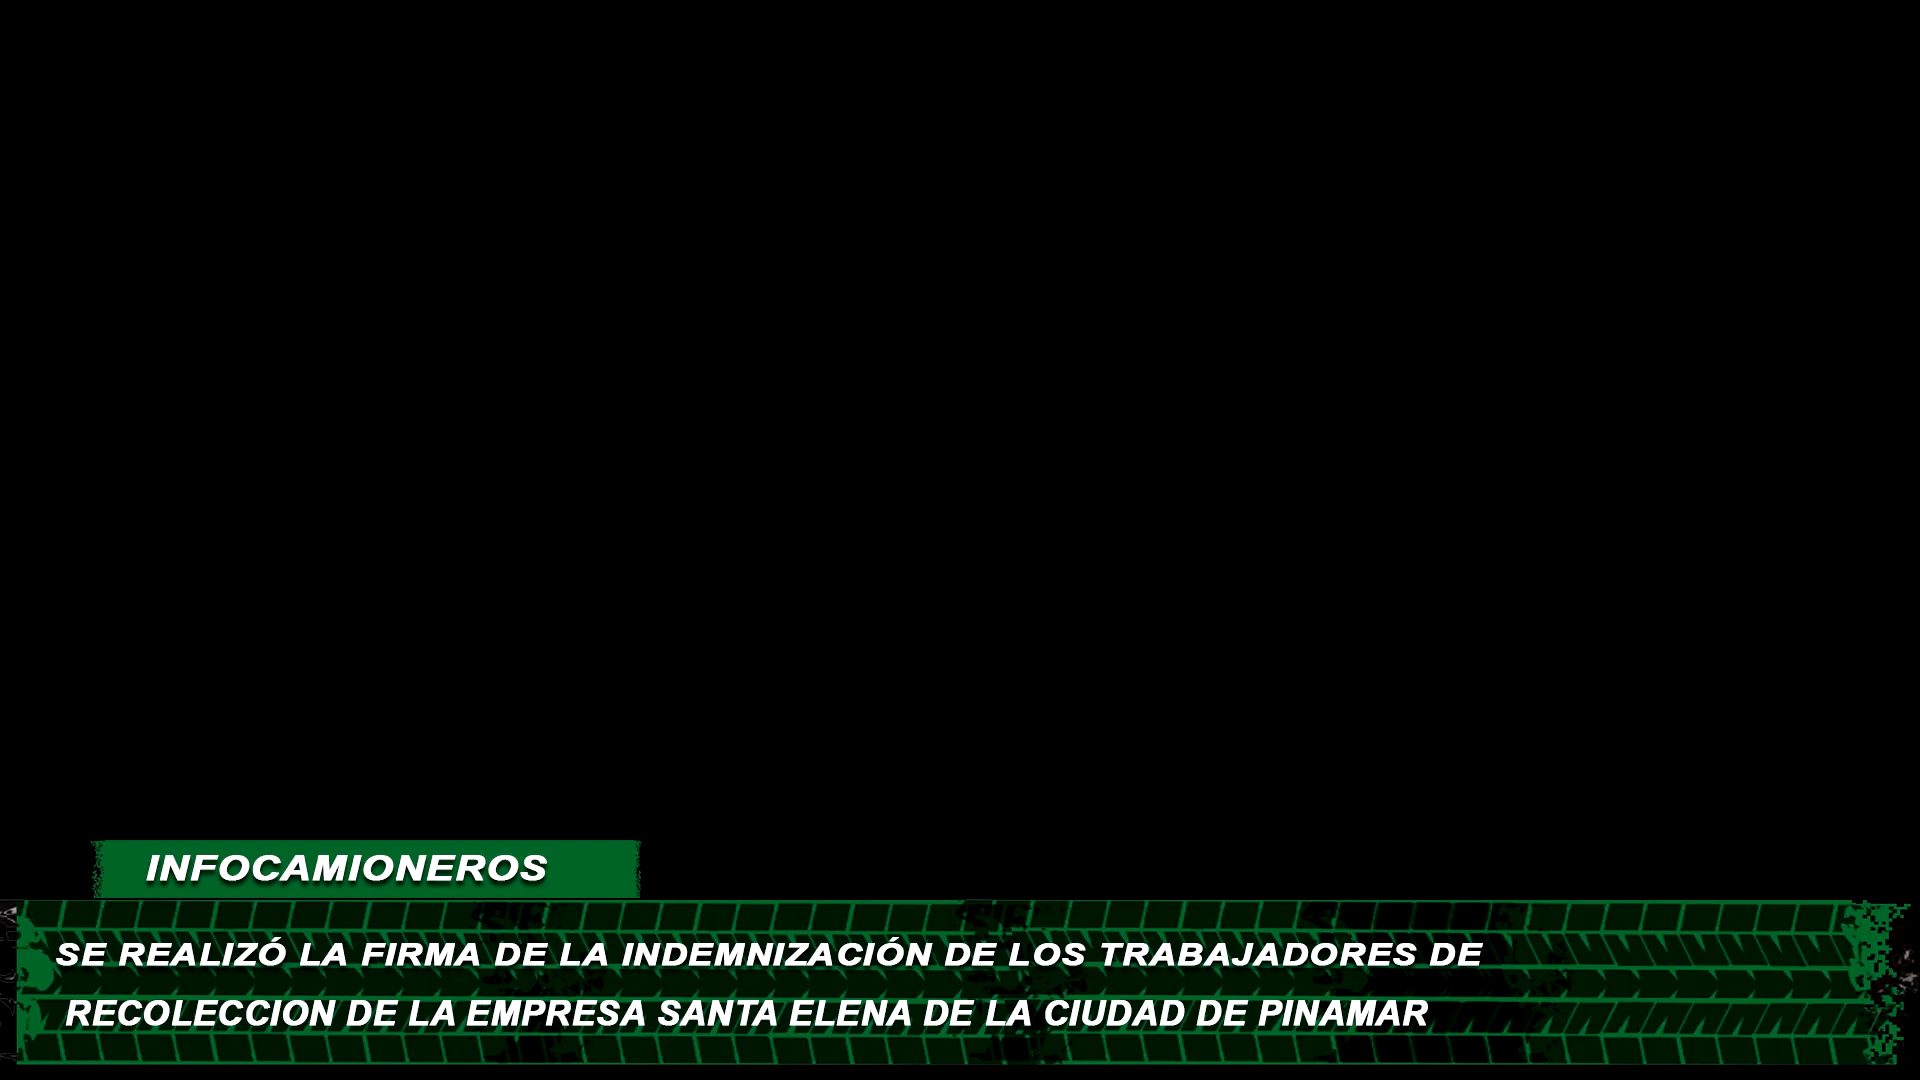 INFOCAMIONEROS
SE REALIZÓ LA FIRMA DE LA INDEMNIZACIÓN DE LOS TRABAJADORES DE
RECOLECCION DE LA EMPRESA SANTA ELENA DE LA CIUDAD DE PINAMAR